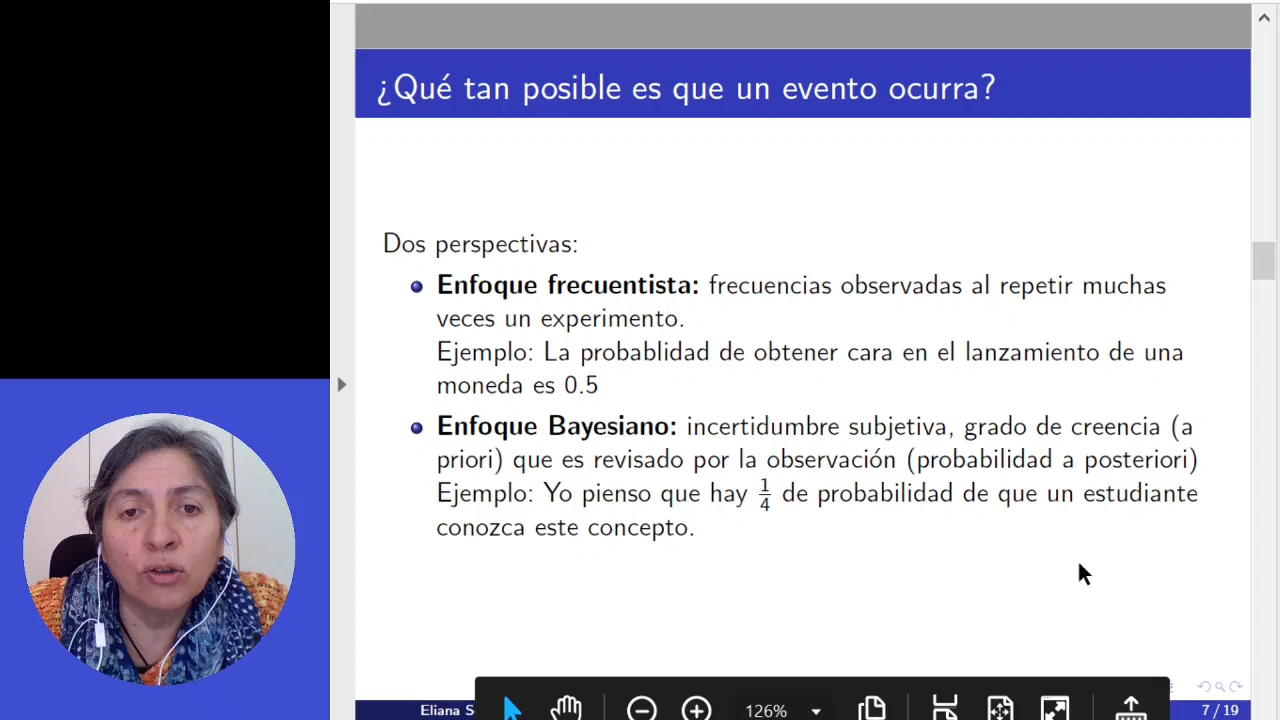 ¿Qué tan posible es que un evento ocurra?
Dos perspectivas:
Enfoque frecuentista: frecuencias observadas al repetir muchas
veces un experimento.
Ejemplo: La probablidad de obtener cara en el lanzamiento de una
moneda es 0.5
Enfoque Bayesiano: incertidumbre subjetiva, grado de creencia (a
priori) que es revisado por la observación (probabilidad a posteriori)
Ejemplo: Yo pienso que hay 1/4 de probabilidad de que un estudiante
conozca este concepto.
Eliana S
126%
7 / 19